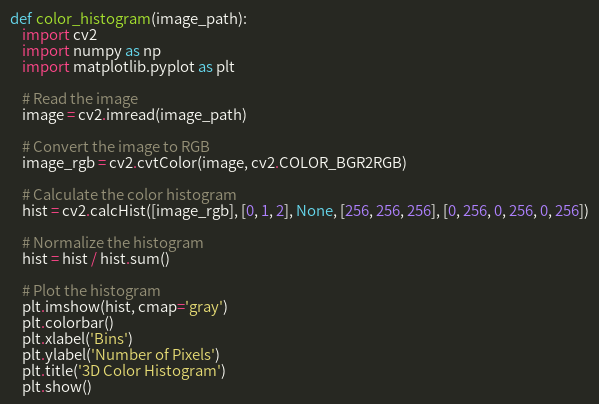 def color_histogram(image_path):
    import cv2
    import numpy as np
    import matplotlib.pyplot as plt

    # Read the image
    image = cv2.imread(image_path)

    # Convert the image to RGB
    image_rgb = cv2.cvtColor(image, cv2.COLOR_BGR2RGB)

    # Calculate the color histogram
    hist = cv2.calcHist([image_rgb], [0, 1, 2], None, [256, 256, 256], [0, 256, 0, 256, 0, 256])

    # Normalize the histogram
    hist = hist / hist.sum()

    # Plot the histogram
    plt.imshow(hist, cmap='gray')
    plt.colorbar()
    plt.xlabel('Bins')
    plt.ylabel('Number of Pixels')
    plt.title('3D Color Histogram')
    plt.show()